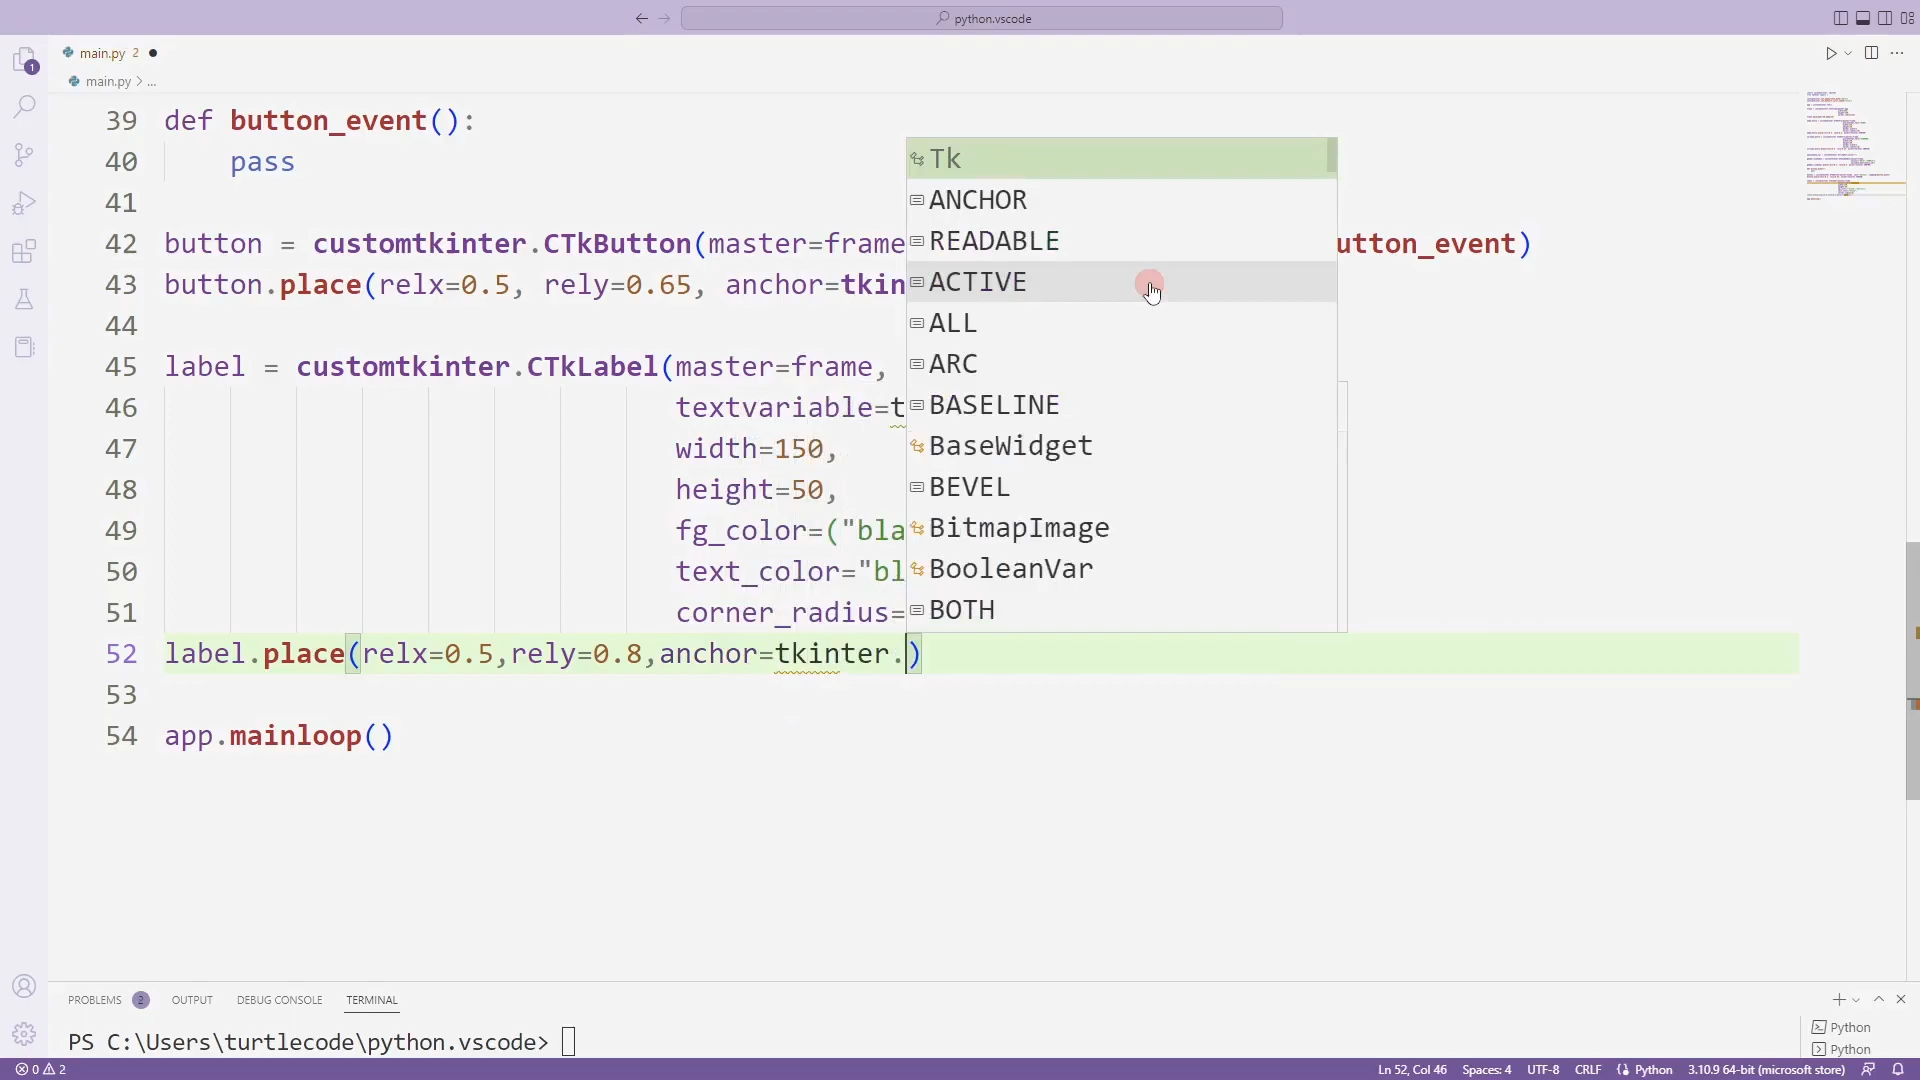 python.vscode
main.py 2
main.py > ...
39 def button_event():
40 pass
41
42 button = customtkinter.CTkButton(master=frame utton_event)
43 button.place(relx=0.5, rely=0.65, anchor=tkin
44
45 label = customtkinter.CTkLabel(master=frame,
46 textvariable=t
47 width=150,
48 height=50,
49 fg_color=("bla
50 text_color="bl
51 corner_radius=
52 label.place(relx=0.5,rely=0.8,anchor=tkinter.)
53
54 app.mainloop()
Tk
ANCHOR
READABLE
ACTIVE
ALL
ARC
BASELINE
BaseWidget
BEVEL
BitmapImage
BooleanVar
BOTH
1
PROBLEMS 2 OUTPUT DEBUG CONSOLE TERMINAL
PS C:\Users\turtlecode\python.vscode>
Python
Python
0 2 Ln 52, Col 46 Spaces: 4 UTF-8 CRLF Python 3.10.9 64-bit (microsoft store)